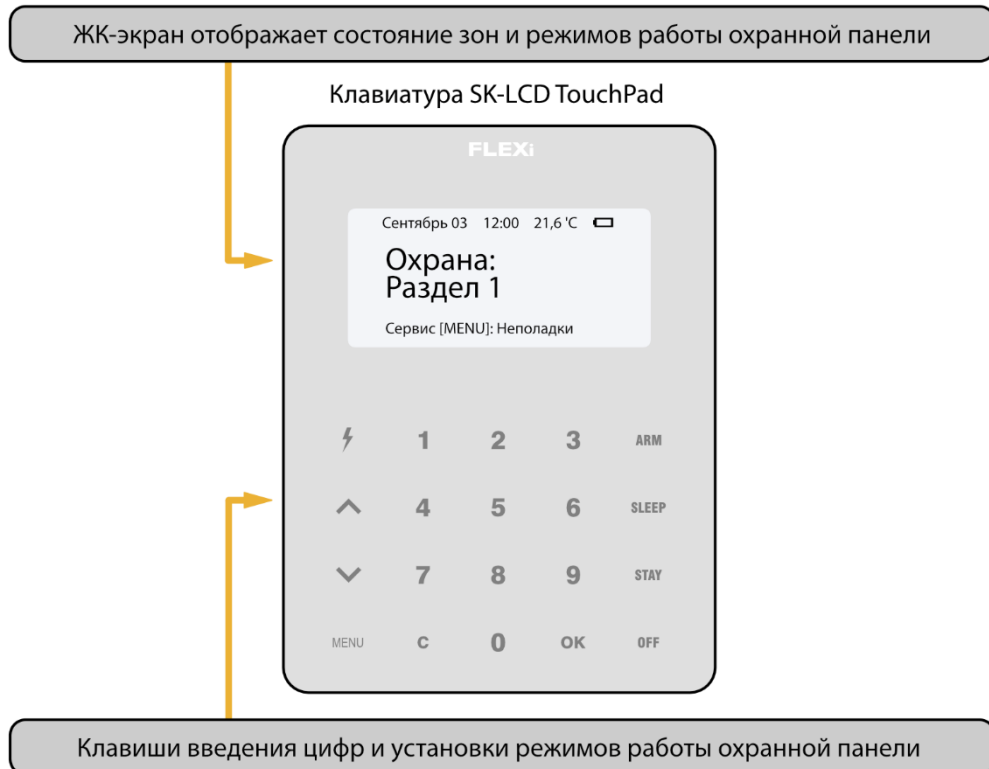 ЖК-экран отображает состояние зон и режимов работы охранной панели
Клавиатура SK-LCD TouchPad
FLEXi
Сентябрь 03 12:00 21,6 'C
Охрана:
Раздел 1
Сервис [MENU]: Неполадки
1 2 3 ARM
4 5 6 SLEEP
7 8 9 STAY
MENU C 0 OK OFF
Клавиши введения цифр и установки режимов работы охранной панели